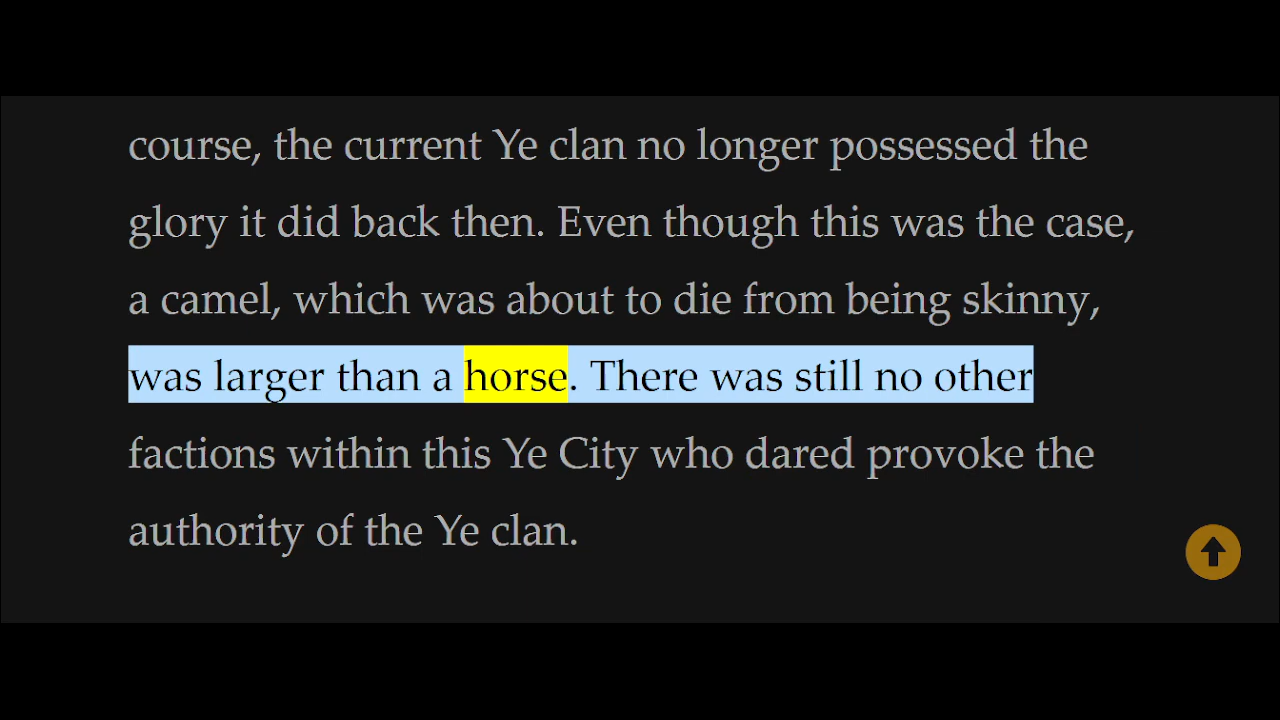 course, the current Ye clan no longer possessed the
glory it did back then. Even though this was the case,
a camel, which was about to die from being skinny,
was larger than a horse. There was still no other
factions within this Ye City who dared provoke the
authority of the Ye clan.